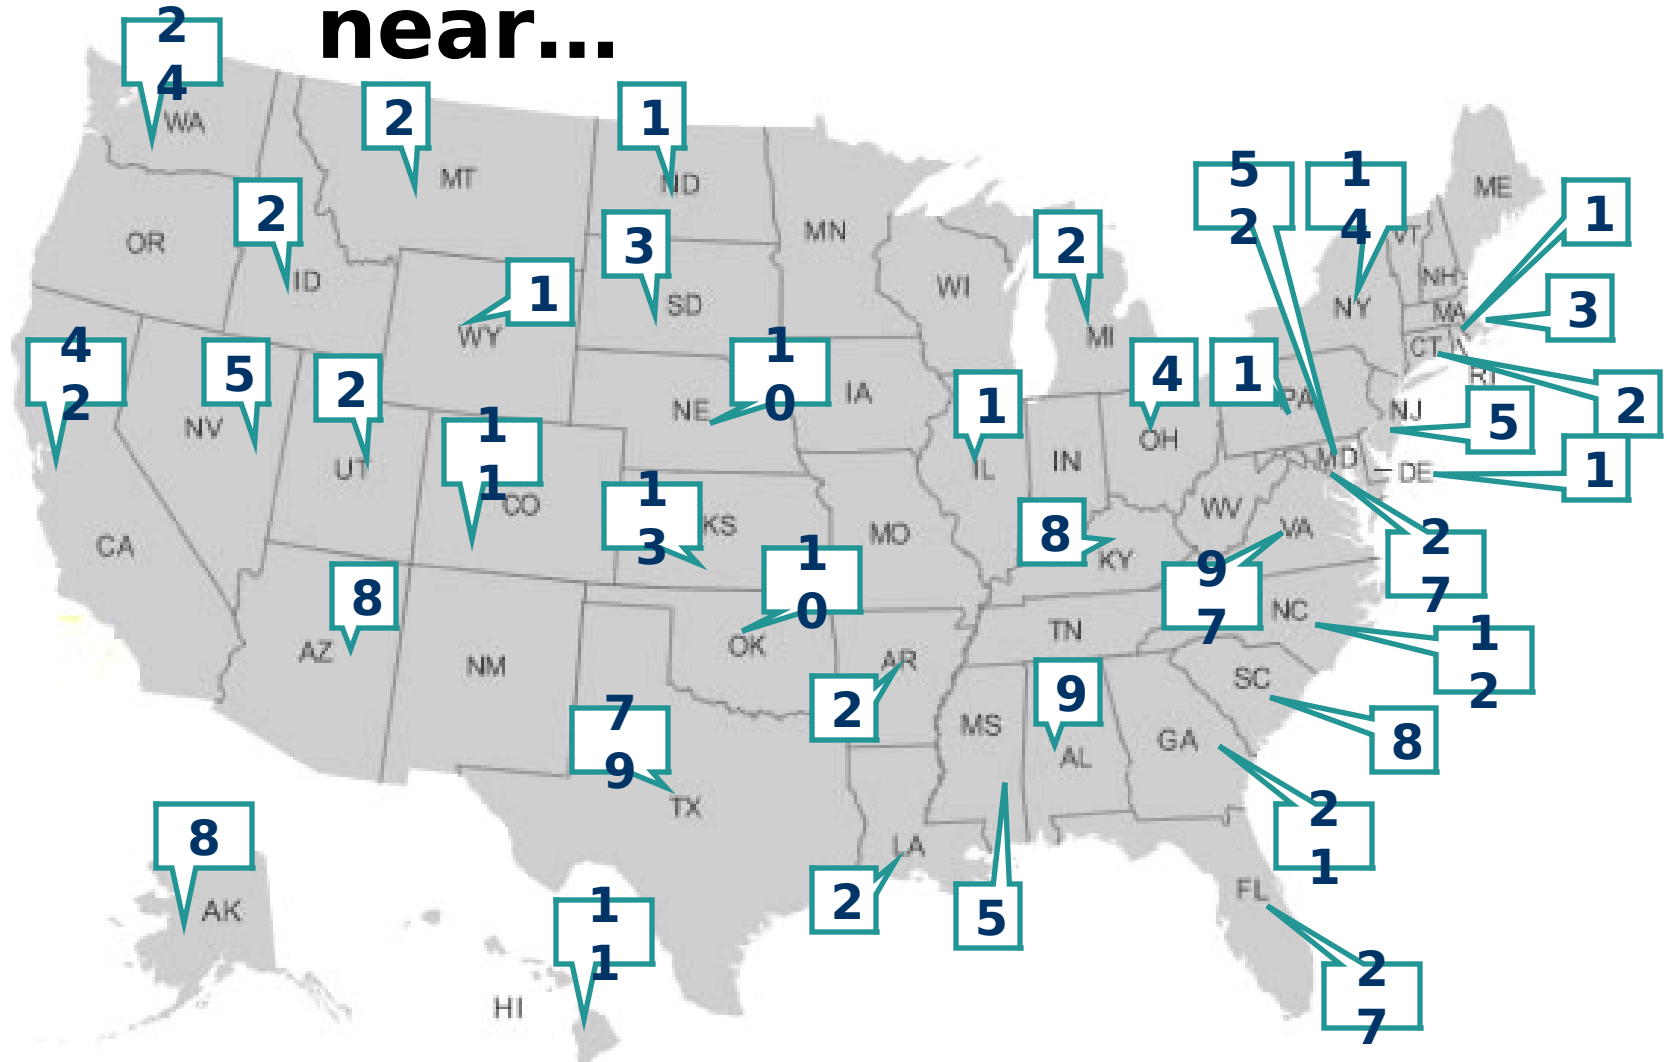 near...
2
4
WA
2
MT
1
ND
5
2
1
4
ME
1
2
ID
OR
3
SD
MN
2
MI
WI
VT
NH
NY
MA
3
1
WY
4
2
5
NV
2
UT
1
0
NE
IA
1
IL
4
OH
1
PA
CT
RI
2
NJ
5
1
1
CO
IN
MD
DE
1
CA
1
3
KS
MO
8
KY
WV
VA
2
7
8
AZ
NM
1
0
OK
TN
9
7
NC
1
2
AR
2
9
AL
MS
SC
8
GA
7
9
TX
2
1
8
AK
LA
2
5
FL
1
1
HI
2
7